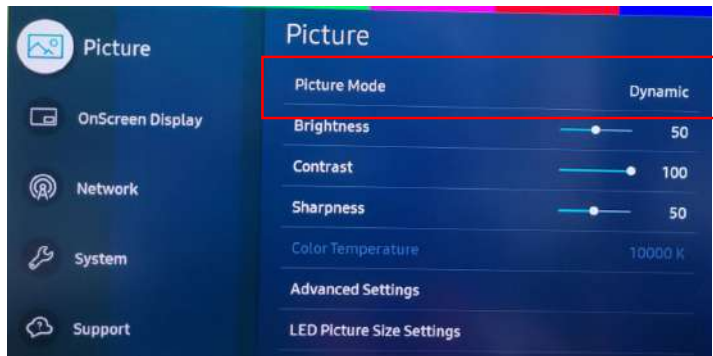 Picture
OnScreen Display
Network
System
Support
Picture
Picture Mode Dynamic
Brightness 50
Contrast 100
Sharpness 50
Color Temperature 10000 K
Advanced Settings
LED Picture Size Settings